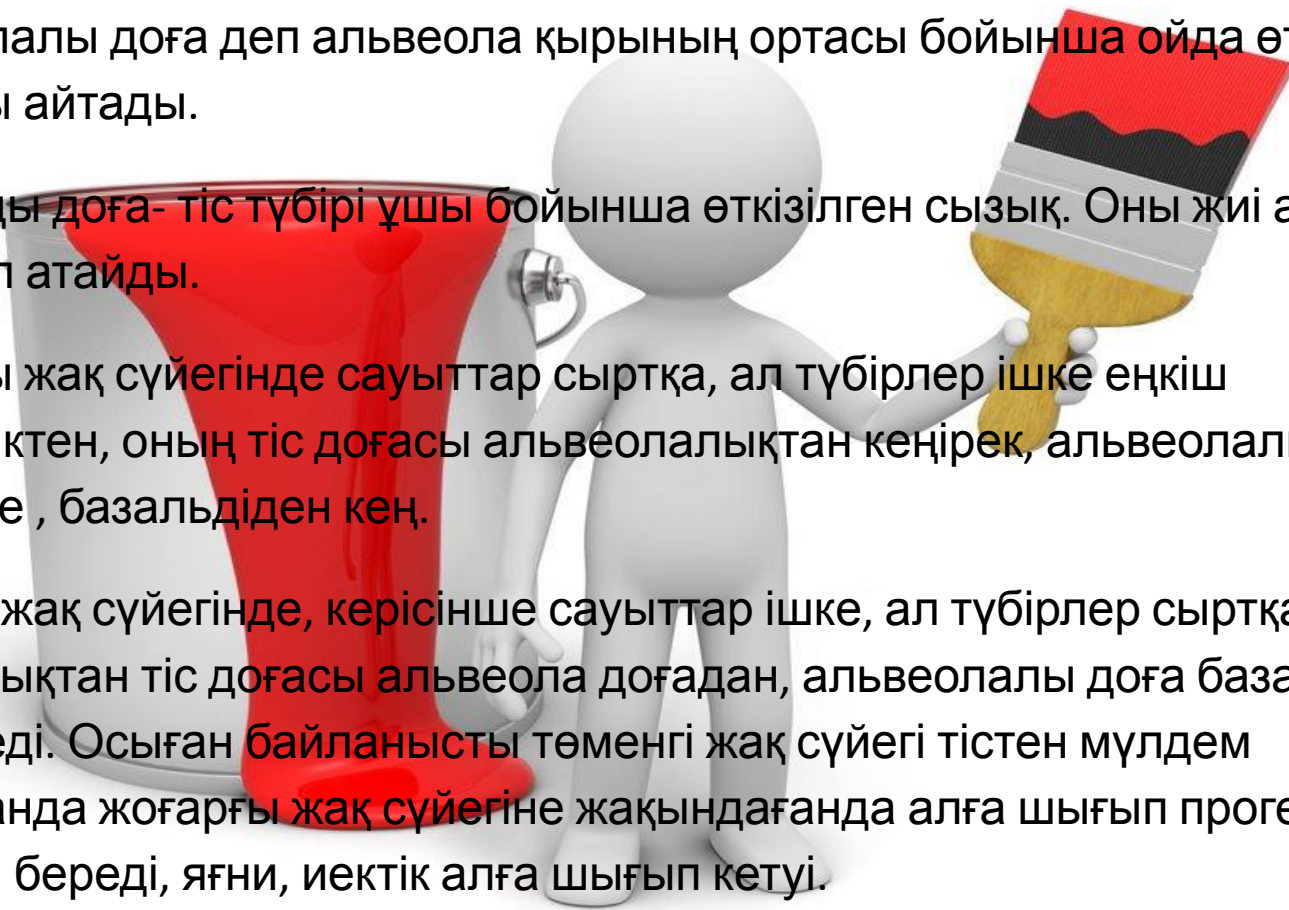 лалы доға деп альвеола қырының ортасы бойынша ойда өт
ы айтады.
ды доға- тіс түбірі ұшы бойынша өткізілген сызық. Оны жиі а
п атайды.
ы жақ сүйегінде сауыттар сыртқа, ал түбірлер ішке еңкіш
ктен, оның тіс доғасы альвеолалықтан кеңірек, альвеолалы
е , базальдіден кең.
жақ сүйегінде, керісінше сауыттар ішке, ал түбірлер сыртқа
ықтан тіс доғасы альвеола доғадан, альвеолалы доға база
еді. Осыған байланысты төменгі жақ сүйегі тістен мүлдем
анда жоғарғы жақ сүйегіне жақындағанда алға шығып проге
береді, яғни, иектік алға шығып кетуі.